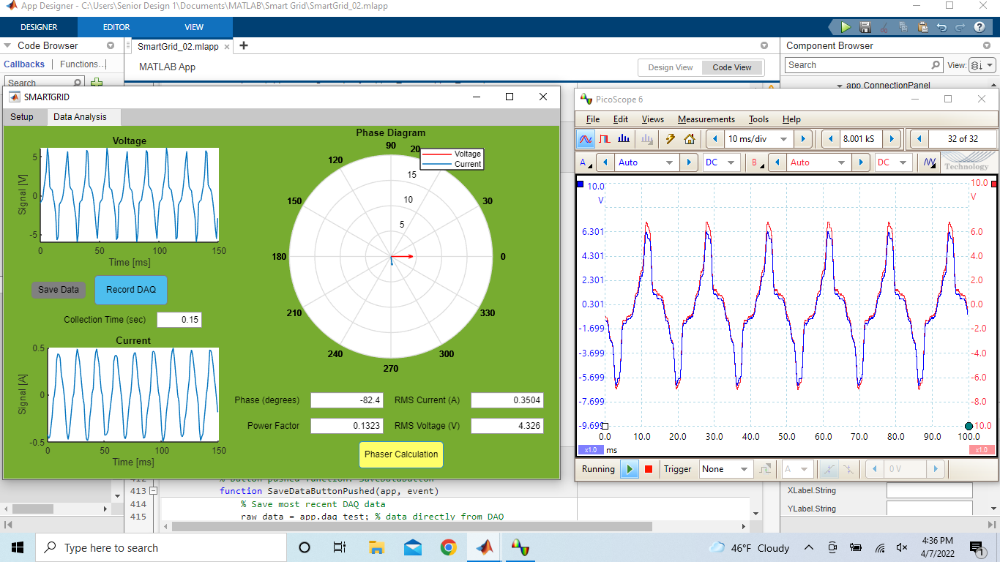 App Designer - C:\Users\Senior Design 1\Documents\MATLAB\Smart Grid\SmartGrid_02.mlapp
DESIGNER EDITOR VIEW
Code Browser
SmartGrid_02.mlapp
Component Browser
Callbacks Functions...
MATLAB App
Design View Code View
Search View:
Search
app.ConnectionPanel
SMARTGRID
Setup Data Analysis
Voltage
5
0
-5
Signal [V]
0 50 100 150
Time [ms]
Save Data Record DAQ
Collection Time (sec) 0.15
Current
0.5
0
-0.5
Signal [A]
0 50 100 150
Time [ms]
Phase Diagram
90
120
20
Voltage
Current
15
150
10
30
5
180
0
210
330
240
300
270
Phase (degrees) -82.4 RMS Current (A) 0.3504
Power Factor 0.1323 RMS Voltage (V) 4.326
Phaser Calculation
PicoScope 6
File Edit Views Measurements Tools Help
10 ms/div 8.001 kS 32 of 32
A Auto DC B Auto DC
Technology
10.0 10.0
V V
6.301 6.0
4.301 4.0
2.301 2.0
0.301 0.0
-1.699 -2.0
-3.699 -4.0
-5.699 -6.0
-7.699 -8.0
-9.699 10.0
0.0 10.0 20.0 30.0 40.0 50.0 60.0 70.0 80.0 90.0 100.0
x1.0 ms x1.0
Running Trigger None A 0 V
413 function SaveDataButtonPushed(app, event)
414 % Save most recent DAQ data
415 raw_data = app.daq_test; % data directly from DAQ
XLabel.String
YLabel.String
Type here to search
46°F Cloudy
4:36 PM
4/7/2022
1